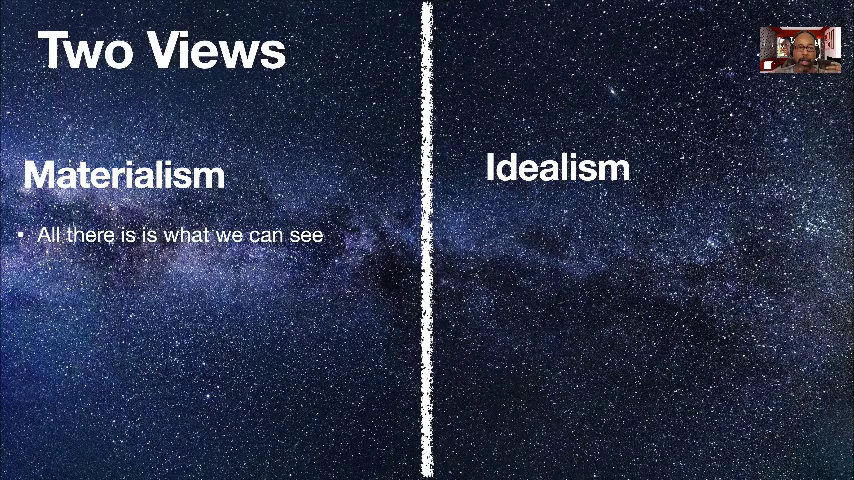 Two Views
Materialism
• All there is is what we can see
Idealism